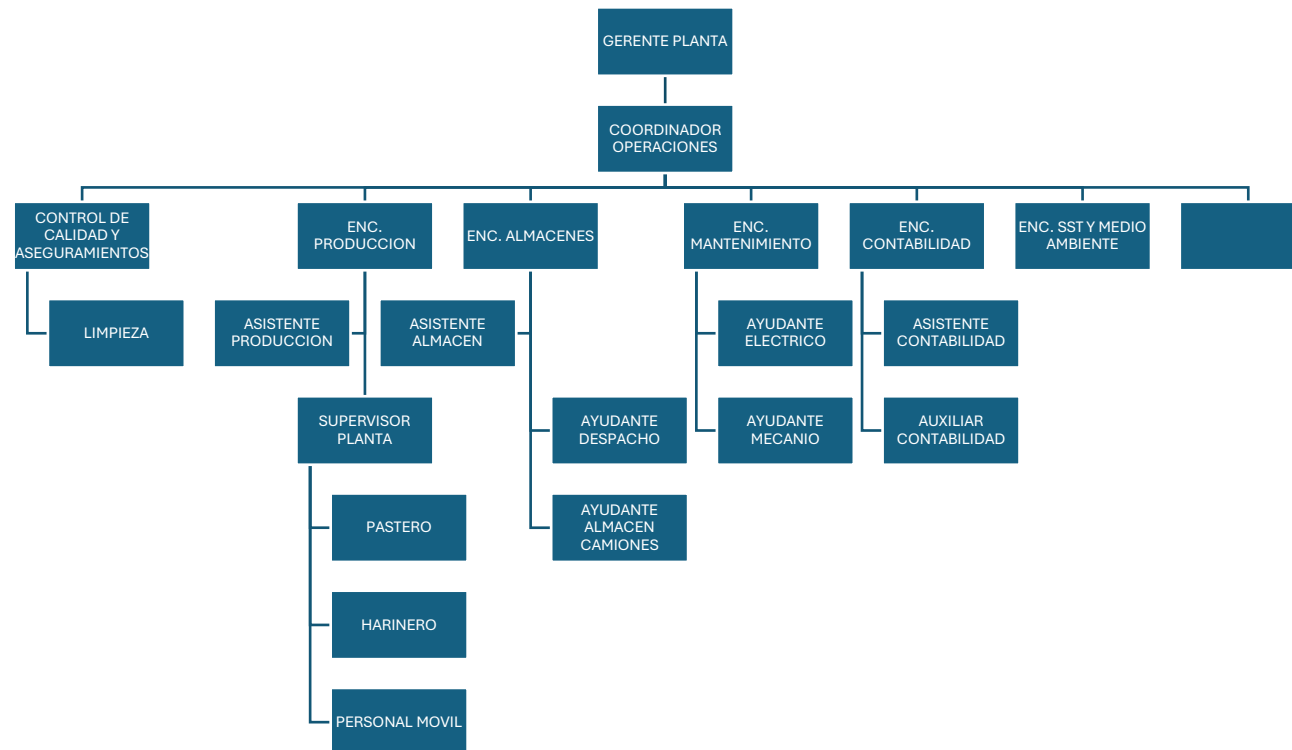 GERENTE PLANTA
COORDINADOR
OPERACIONES
CONTROL DE
CALIDAD Y
ASEGURAMIENTOS
ENC.
PRODUCCION
ENC. ALMACENES
ENC.
MANTENIMIENTO
ENC.
CONTABILIDAD
ENC. SST Y MEDIO
AMBIENTE
LIMPIEZA
ASISTENTE
PRODUCCION
ASISTENTE
ALMACEN
AYUDANTE
ELECTRICO
ASISTENTE
CONTABILIDAD
SUPERVISOR
PLANTA
AYUDANTE
DESPACHO
AYUDANTE
MECANIO
AUXILIAR
CONTABILIDAD
PASTERO
AYUDANTE
ALMACEN
CAMIONES
HARINERO
PERSONAL MOVIL